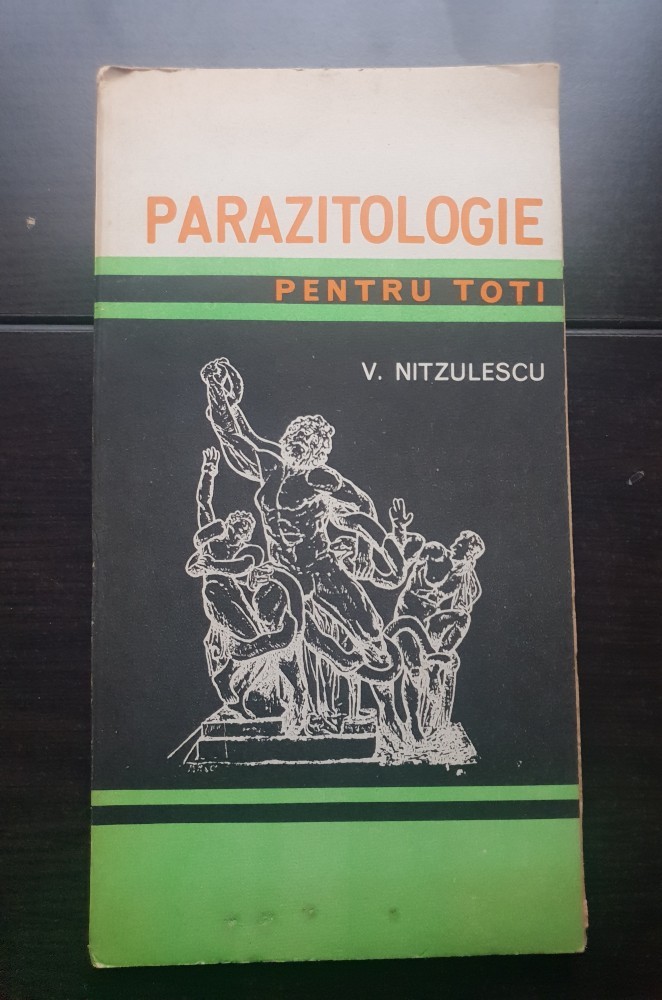 PARAZITOLOGIE
PENTRU TOȚI
V. NITZULESCU